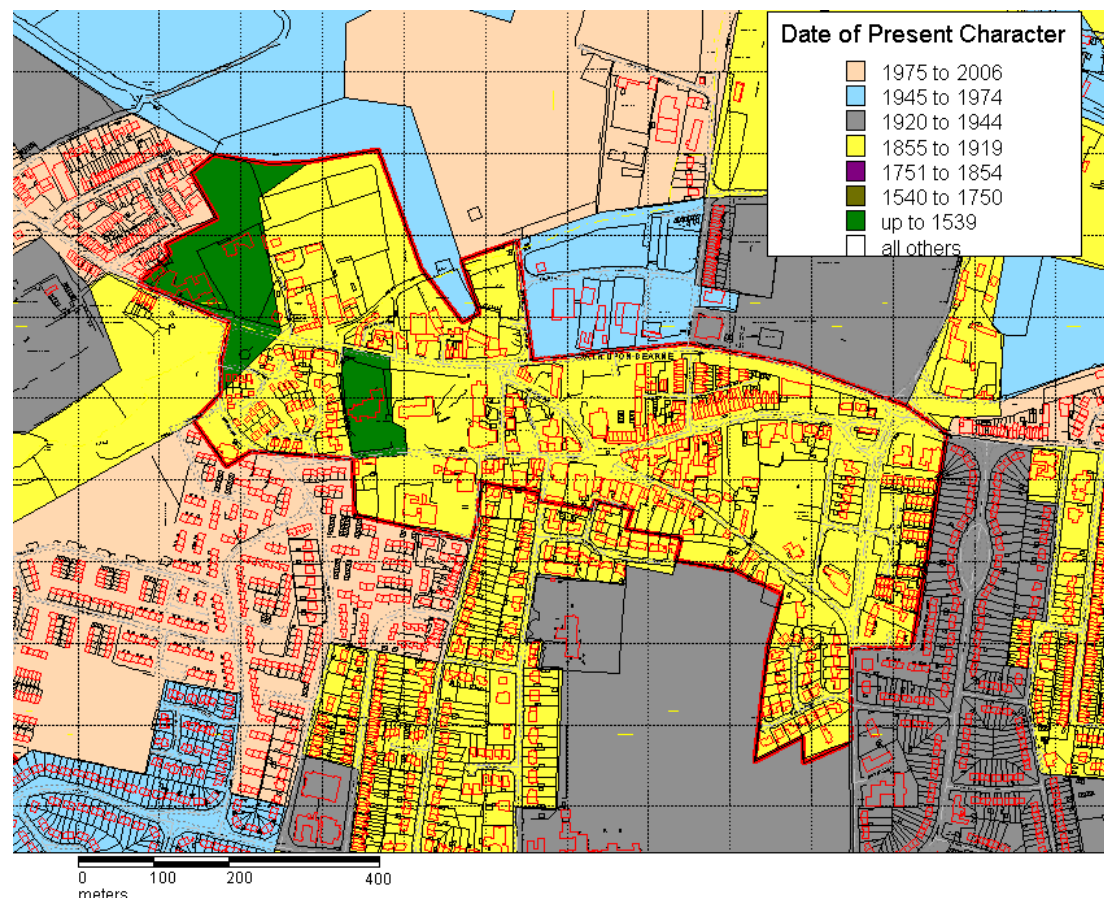 Date of Present Character
1975 to 2006
1945 to 1974
1920 to 1944
1855 to 1919
1751 to 1854
1540 to 1750
up to 1539
all others
0 100 200 400
meters